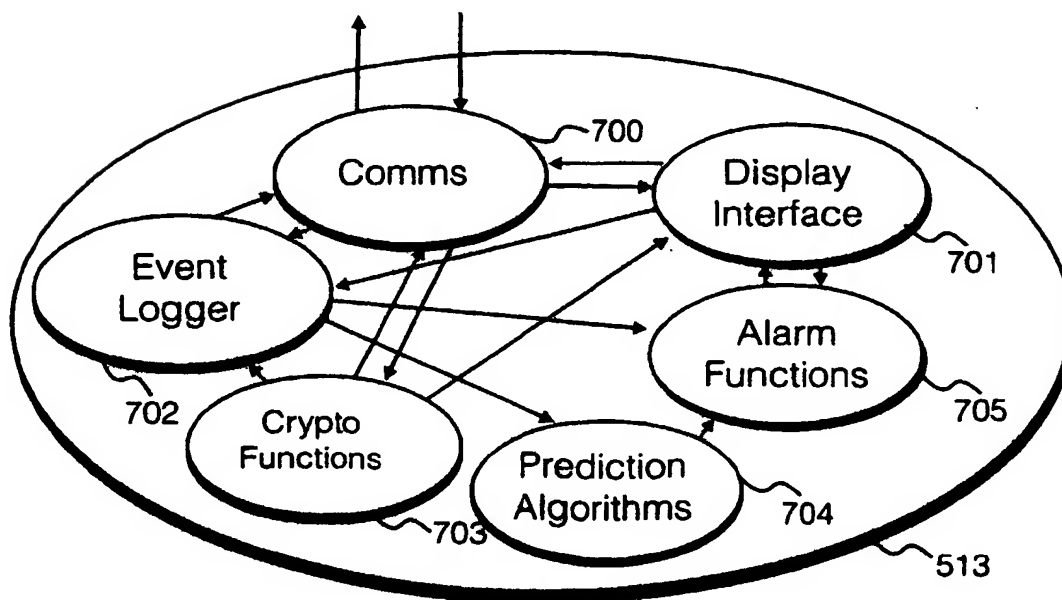 Comms
700
Display
Interface
701
Event
Logger
702
Alarm
Functions
705
Crypto
Functions
703
Prediction
Algorithms
704
513